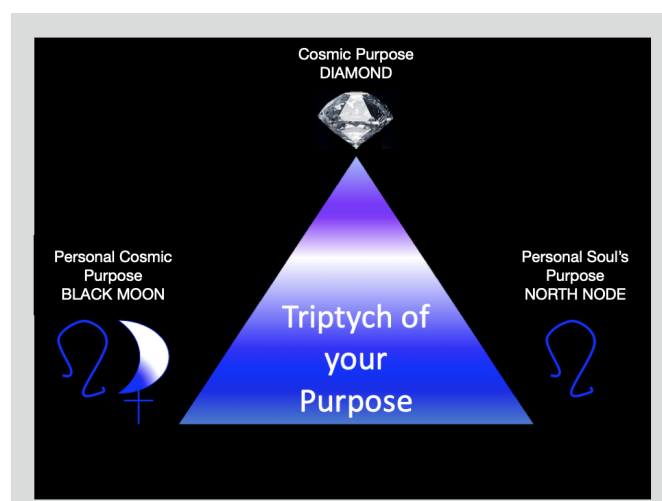 Cosmic Purpose
DIAMOND
Personal Cosmic
Purpose
BLACK MOON
Personal Soul's
Purpose
NORTH NODE
Triptych of
your
Purpose